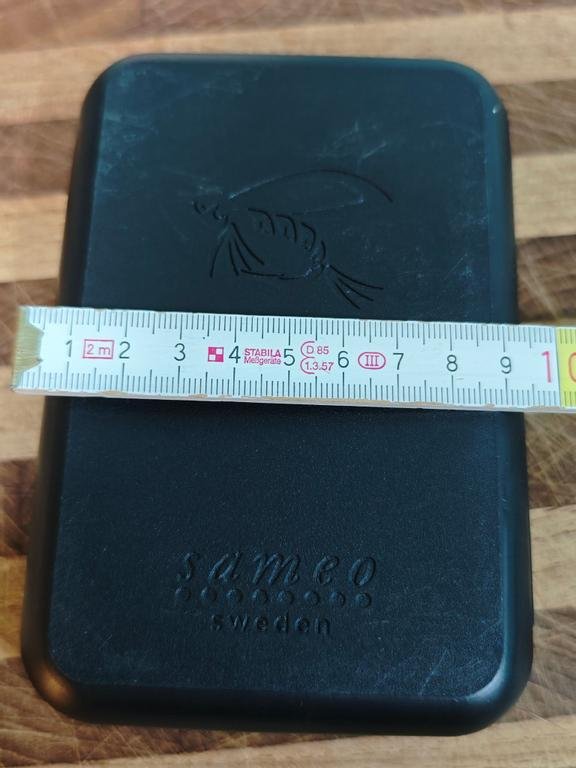 1 2 m 2 3 4 STABILA 5 D 85 6 III 7 8 9 10
Meßgeräte 1.3.57
sameo
sweden